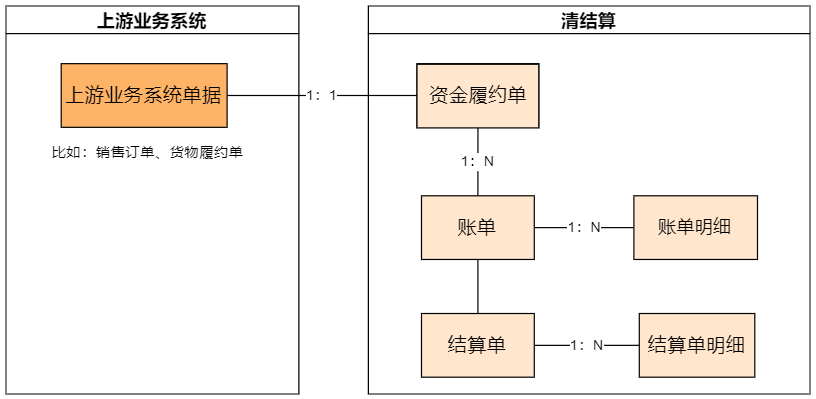 上游业务系统
清结算
上游业务系统单据
1：1
资金履约单
比如：销售订单、货物履约单
1：N
账单
1：N
账单明细
结算单
1：N
结算单明细